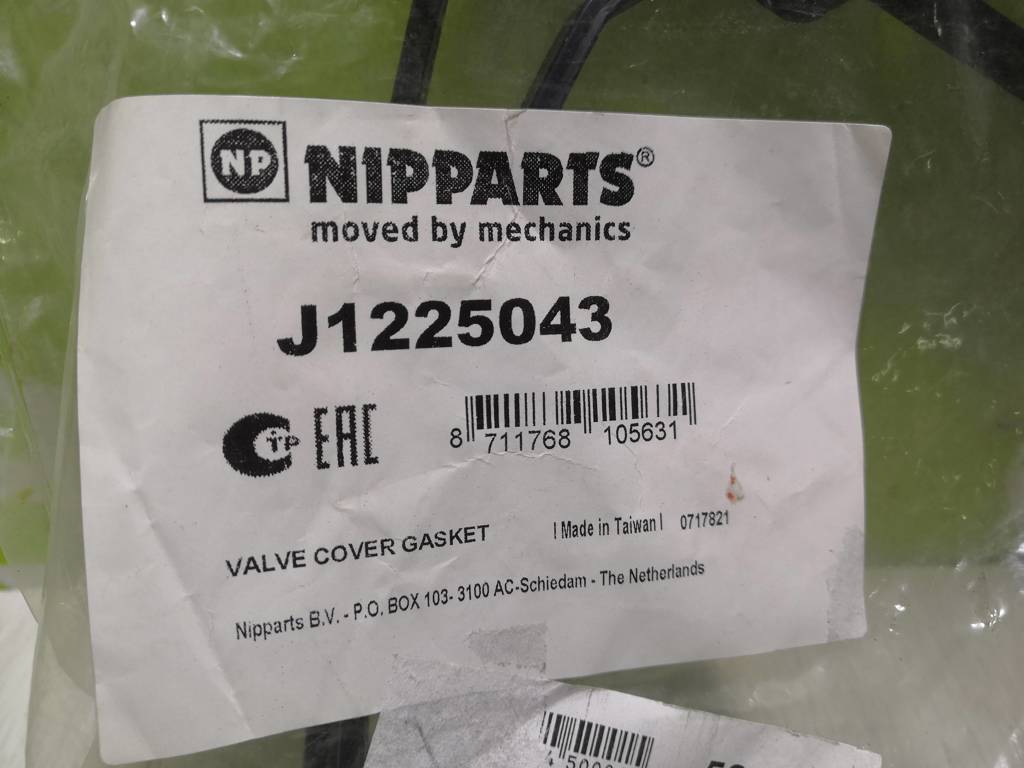 NP NIPPARTS®
moved by mechanics
J1225043
СТР EAC
8 711768 105631
VALVE COVER GASKET | Made in Taiwan | 0717821
Nipparts B.V. - P.O. BOX 103- 3100 AC-Schiedam - The Netherlands